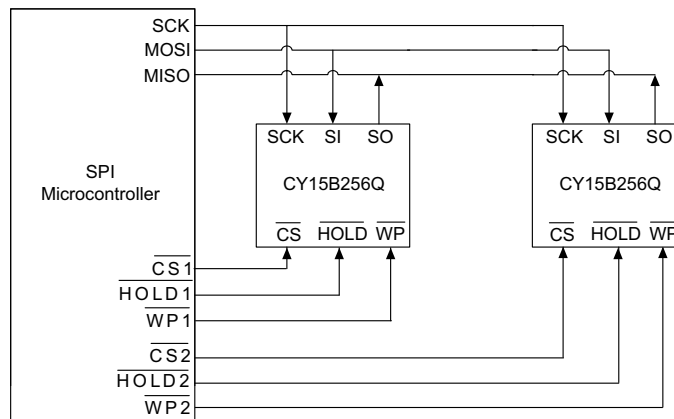 SCK
MOSI
MISO
SPI
Microcontroller
CS1
HOLD1
WP1
CS2
HOLD2
WP2
SCK SI SO
CY15B256Q
CS HOLD WP
SCK SI SO
CY15B256Q
CS HOLD WP